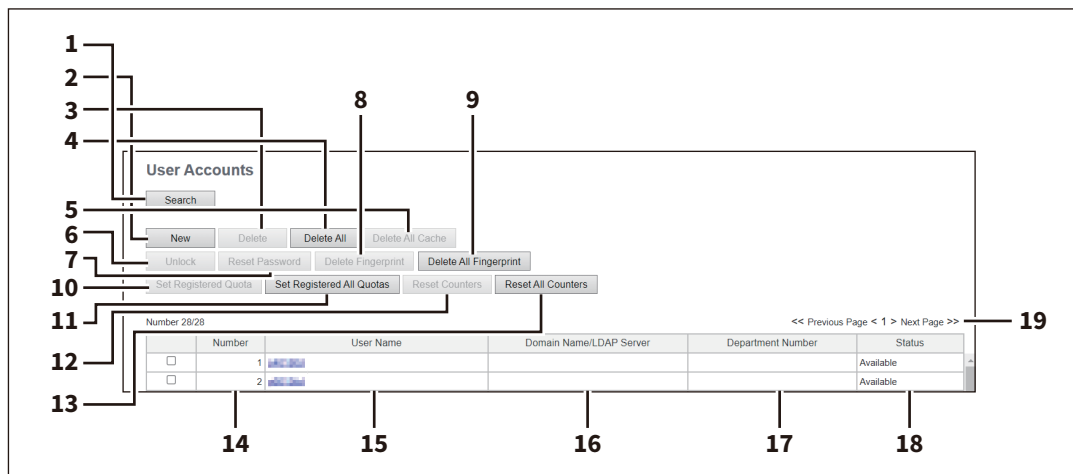 1
2
3
8
9
4
User Accounts
Search
5
6
New Delete Delete All Delete All Cache
7
Unlock Reset Password Delete Fingerprint Delete All Fingerprint
10
Set Registered Quota Set Registered All Quotas Reset Counters Reset All Counters
11
Number 28/28 << Previous Page < 1 > Next Page >>
19
12
Number User Name Domain Name/LDAP Server Department Number Status
1 Available
2 Available
13
14 15 16 17 18